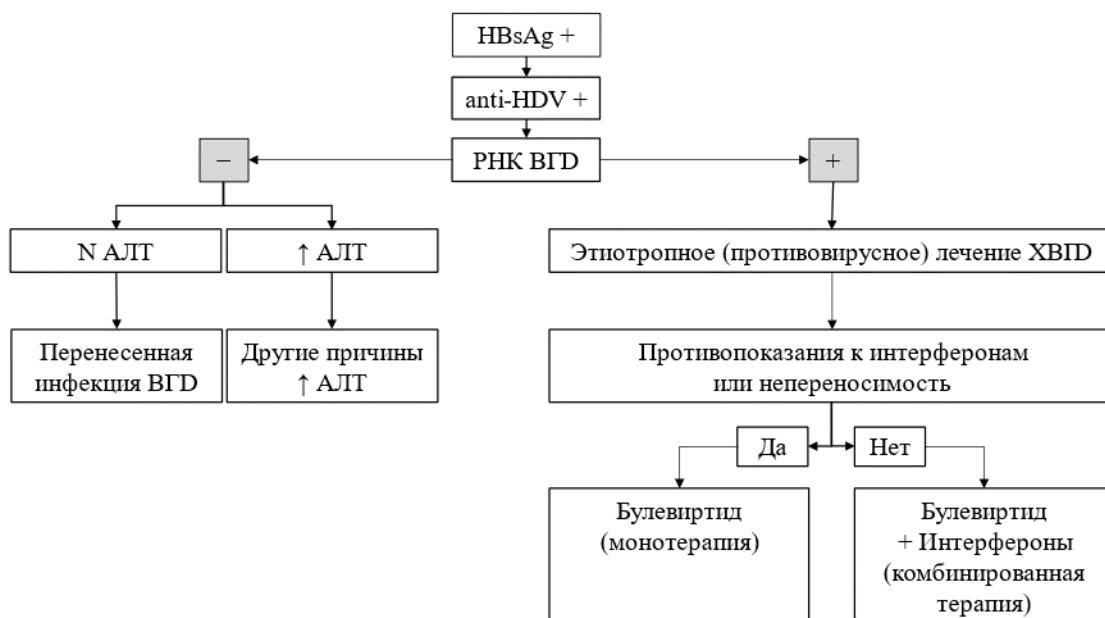 HBsAg +
anti-HDV +
–
РНК ВГD
+
N АЛТ
↑ АЛТ
Этиотропное (противовирусное) лечение ХВГD
Перенесенная
инфекция ВГD
Другие причины
↑ АЛТ
Противопоказания к интерферонам
или непереносимость
Да
Нет
Булевиртид
(монотерапия)
Булевиртид
+ Интерфероны
(комбинированная
терапия)